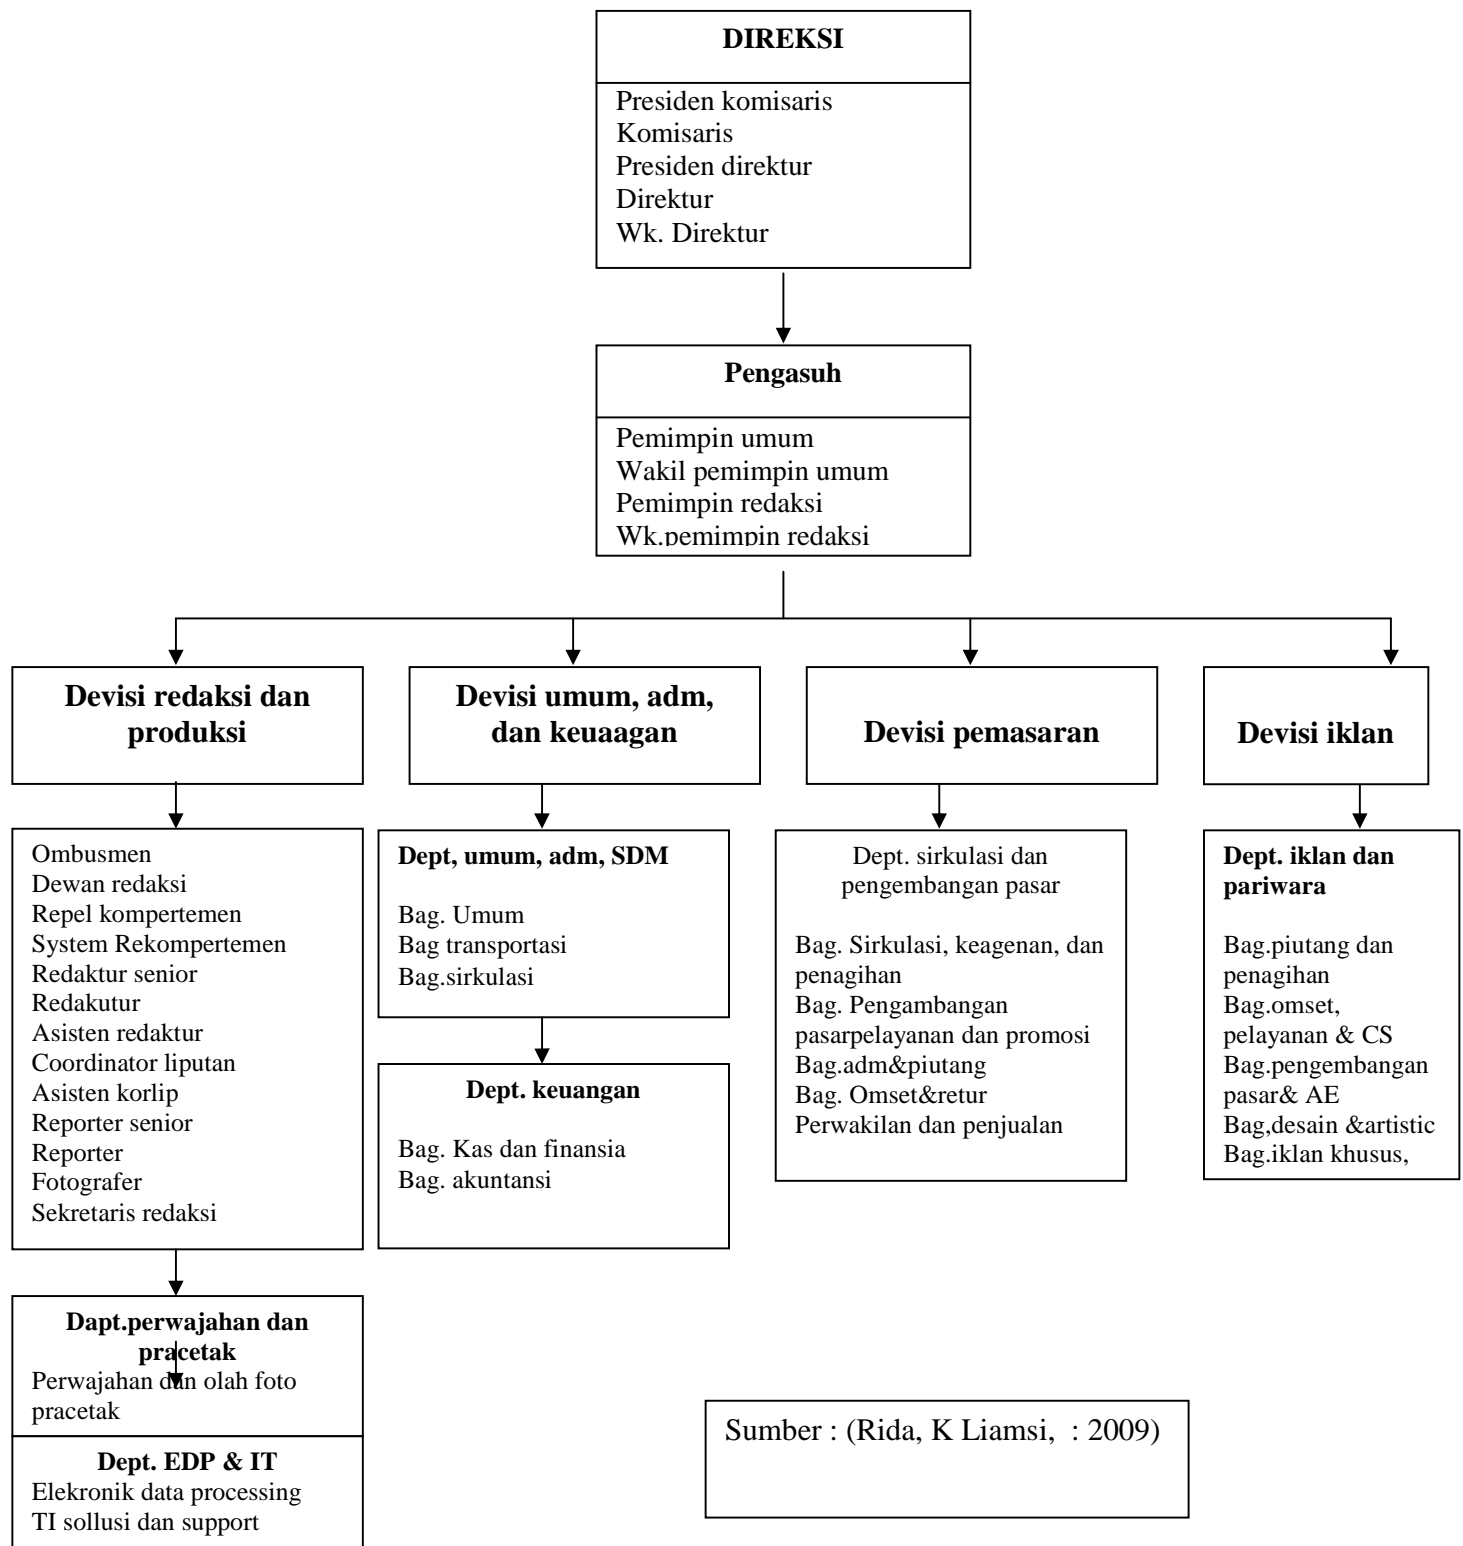 DIREKSI
Presiden komisaris
Komisaris
Presiden direktur
Direktur
Wk. Direktur
Pengasuh
Pemimpin umum
Wakil pemimpin umum
Pemimpin redaksi
Wk.pemimpin redaksi
Devisi redaksi dan
produksi
Devisi umum, adm,
dan keuaagan
Devisi pemasaran
Devisi iklan
Ombusmen
Dewan redaksi
Repel kompertemen
System Rekompertemen
Redaktur senior
Redakutur
Asisten redaktur
Coordinator liputan
Asisten korlip
Reporter senior
Reporter
Fotografer
Sekretaris redaksi
Dept, umum, adm, SDM
Bag. Umum
Bag transportasi
Bag.sirkulasi
Dept. keuangan
Bag. Kas dan finansia
Bag. akuntansi
Dept. sirkulasi dan
pengembangan pasar
Bag. Sirkulasi, keagenan, dan
penagihan
Bag. Pengambangan
pasarpelayanan dan promosi
Bag.adm&piutang
Bag. Omset&retur
Perwakilan dan penjualan
Dept. iklan dan
pariwara
Bag.piutang dan
penagihan
Bag.omset,
pelayanan & CS
Bag.pengembangan
pasar& AE
Bag,desain &artistic
Bag.iklan khusus,
Dapt.perwajahan dan
pracetak
Perwajahan dan olah foto
pracetak
Dept. EDP & IT
Elekronik data processing
TI sollusi dan support
Sumber : (Rida, K Liamsi,  : 2009)